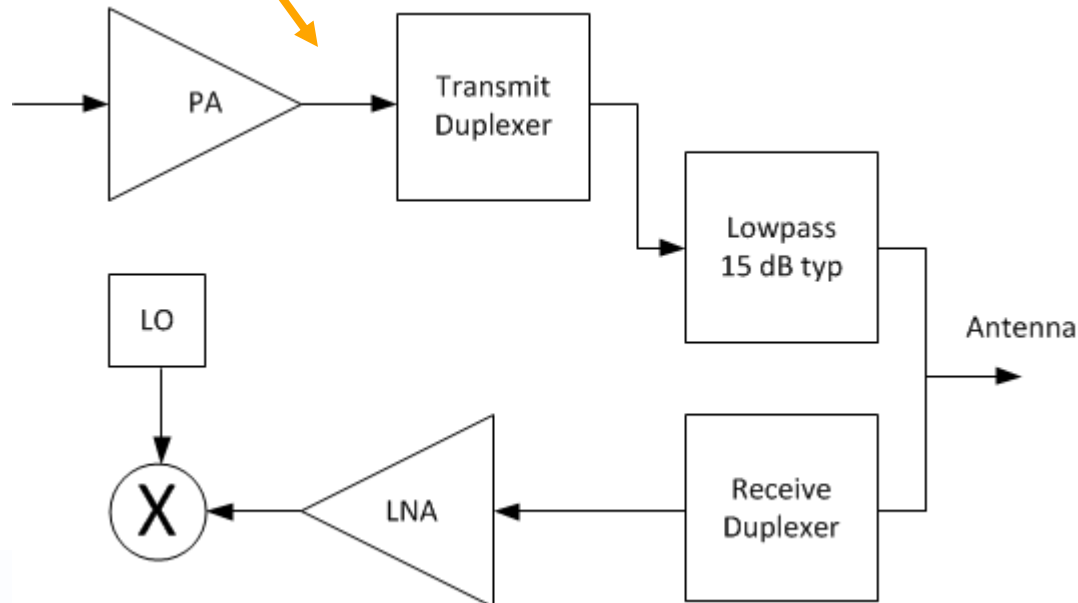 PA
Transmit
Duplexer
Lowpass
15 dB typ
LO
Antenna
X
LNA
Receive
Duplexer